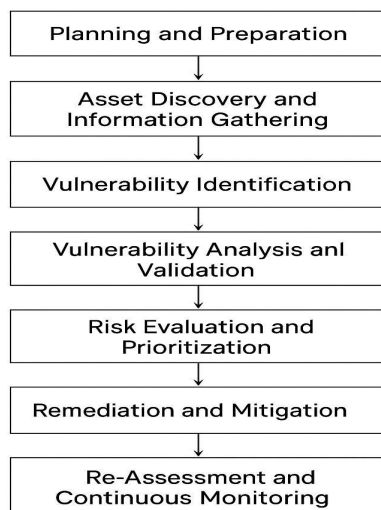 Planning and Preparation
Asset Discovery and
Information Gathering
Vulnerability Identification
Vulnerability Analysis anl
Validation
Risk Evaluation and
Prioritization
Remediation and Mitigation
Re-Assessment and
Continuous Monitoring